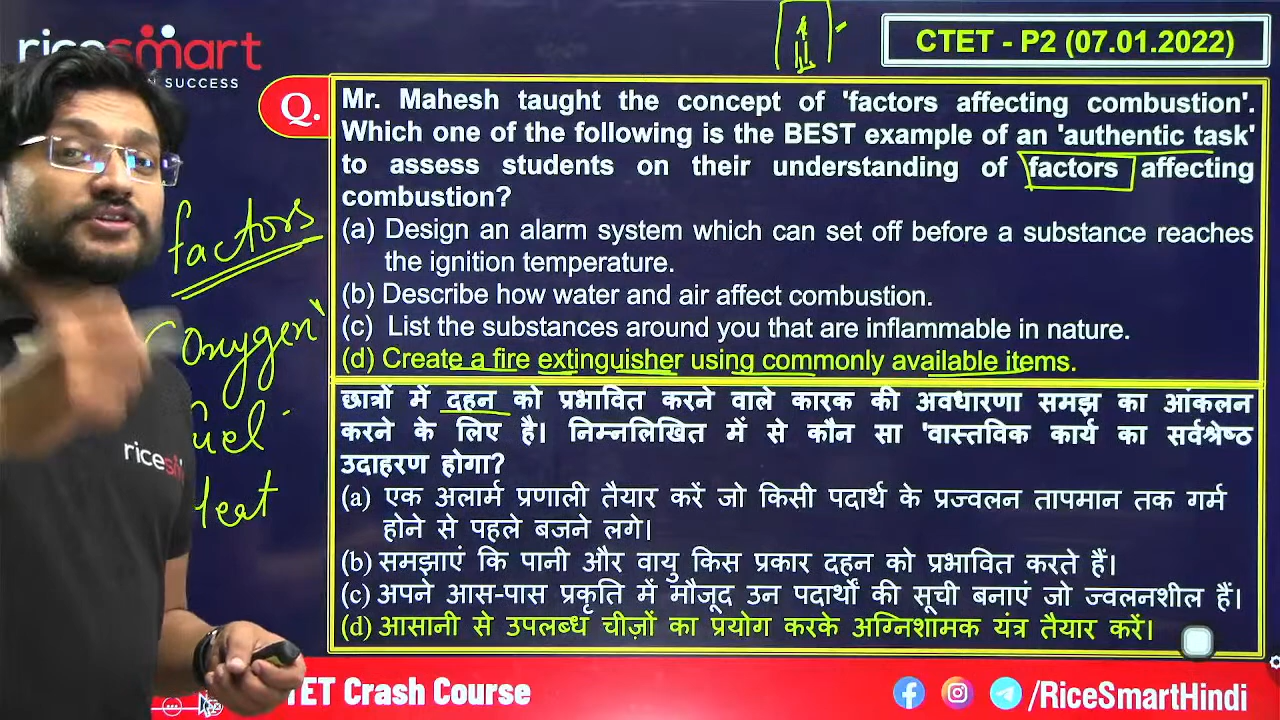 ricesmart
SUCCESS
CTET - P2 (07.01.2022)
Q.
Mr. Mahesh taught the concept of 'factors affecting combustion'.
Which one of the following is the BEST example of an 'authentic task'
to assess students on their understanding of factors affecting
combustion?
(a) Design an alarm system which can set off before a substance reaches
the ignition temperature.
(b) Describe how water and air affect combustion.
(c) List the substances around you that are inflammable in nature.
(d) Create a fire extinguisher using commonly available items.
factors
Oxygen
fuel
Heat
छात्रों में दहन को प्रभावित करने वाले कारक की अवधारणा समझ का आंकलन
करने के लिए है। निम्नलिखित में से कौन सा 'वास्तविक कार्य का सर्वश्रेष्ठ
उदाहरण होगा?
(a) एक अलार्म प्रणाली तैयार करें जो किसी पदार्थ के प्रज्वलन तापमान तक गर्म
होने से पहले बजने लगे।
(b) समझाएं कि पानी और वायु किस प्रकार दहन को प्रभावित करते हैं।
(c) अपने आस-पास प्रकृति में मौजूद उन पदार्थों की सूची बनाएं जो ज्वलनशील हैं।
(d) आसानी से उपलब्ध चीज़ों का प्रयोग करके अग्निशामक यंत्र तैयार करें।
ricesm
TET Crash Course
/RiceSmartHindi